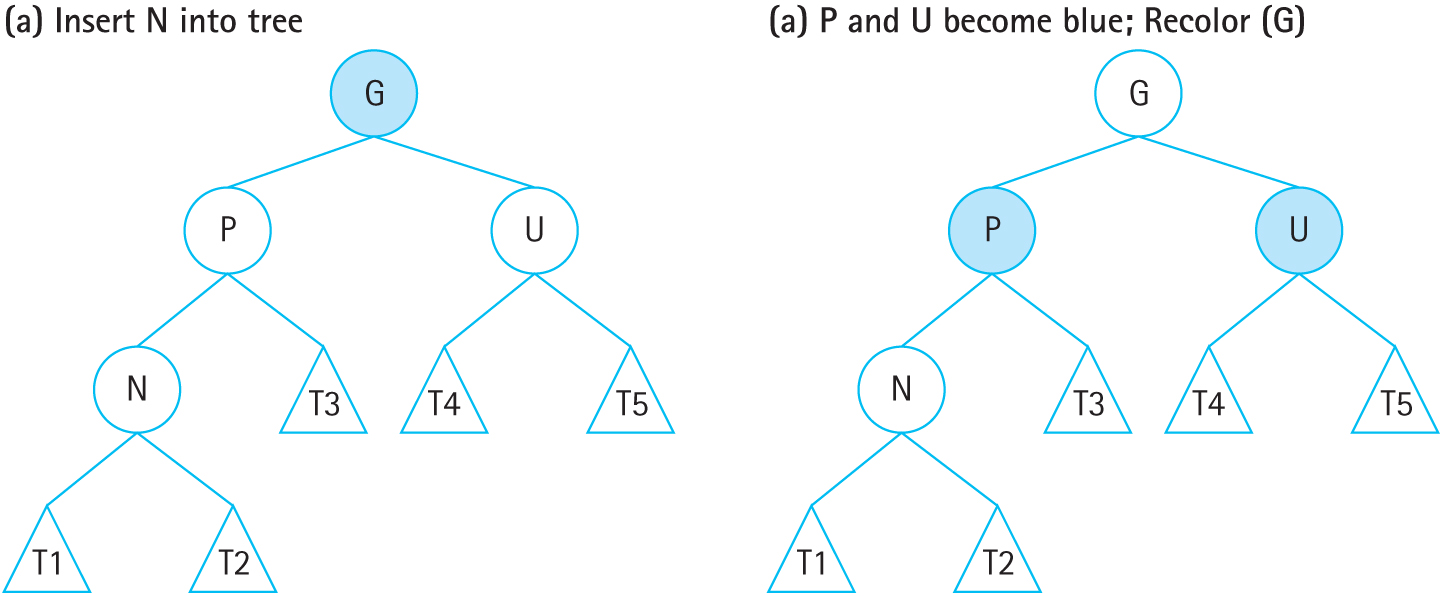 (a) Insert N into tree
G
P
U
N
T3
T4
T5
T1
T2
(a) P and U become blue; Recolor (G)
G
P
U
N
T3
T4
T5
T1
T2